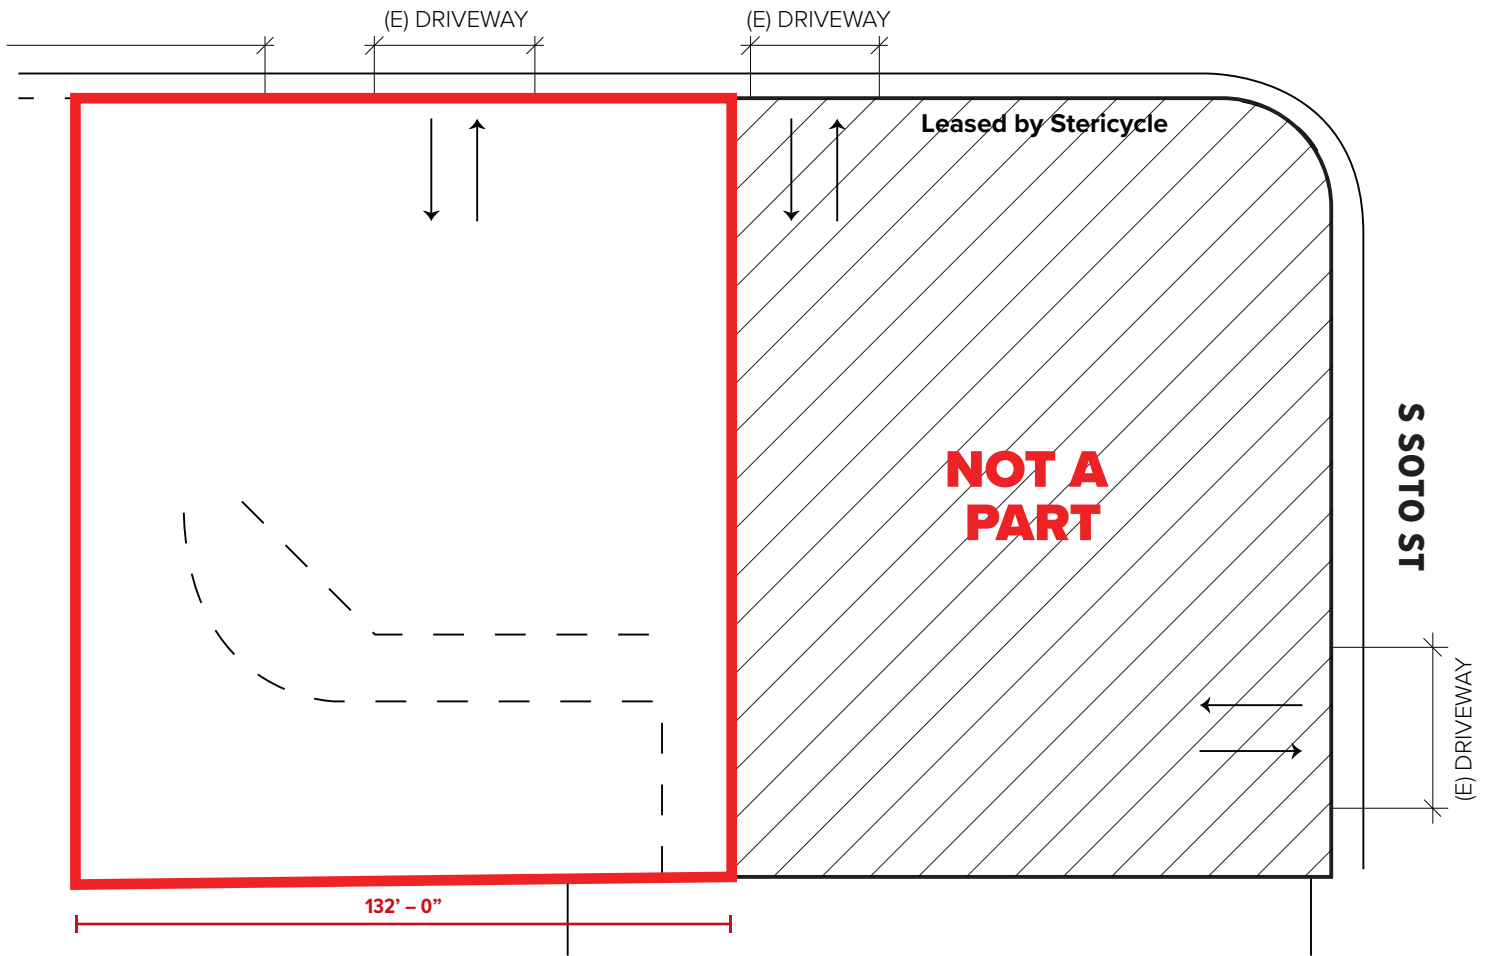 (E) DRIVEWAY
(E) DRIVEWAY
Leased by Stericycle
NOT A
PART
S SOTO ST
(E) DRIVEWAY
132’ – 0”